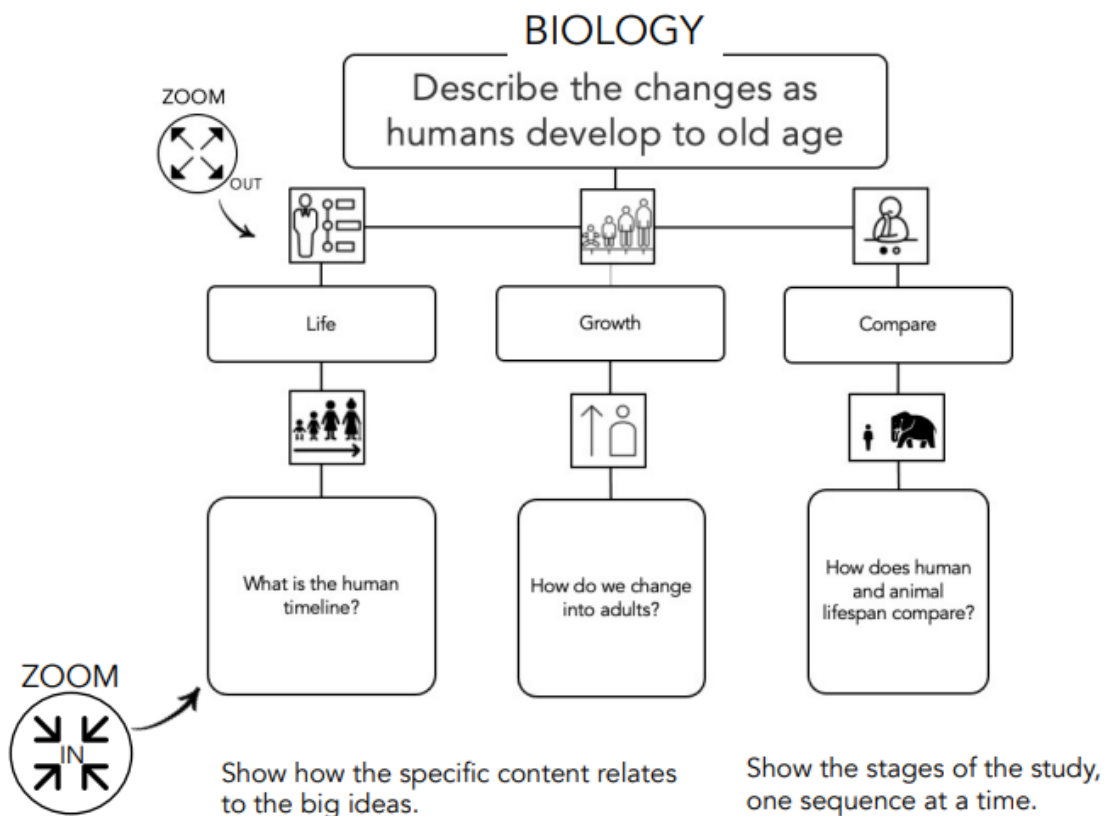 BIOLOGY
Describe the changes as
humans develop to old age
ZOOM
OUT
Life
Growth
Compare
What is the human
timeline?
How do we change
into adults?
How does human
and animal
lifespan compare?
ZOOM
IN
Show how the specific content relates
to the big ideas.
Show the stages of the study,
one sequence at a time.